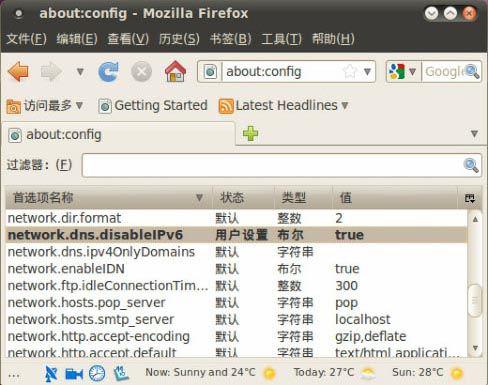 about:config - Mozilla Firefox
文件(F) 编辑(E) 查看(V) 历史(S) 书签(B) 工具(T) 帮助(H)
about:config Google
访问最多 Getting Started Latest Headlines
about:config
过滤器: (F)
首选项名称 状态 类型 值
network.dir.format 默认 整数 2
network.dns.disableIPv6 用户设置 布尔 true
network.dns.ipv4OnlyDomains 默认 字符串
network.enableIDN 默认 布尔 true
network.ftp.idleConnectionTim... 默认 整数 300
network.hosts.pop_server 默认 字符串 pop
network.hosts.smtp_server 默认 字符串 localhost
network.http.accept-encoding 默认 字符串 gzip,deflate
network.http.accept.default 默认 字符串 text/html,applicati...
... Now: Sunny and 24°C Today: 27°C Sun: 28°C